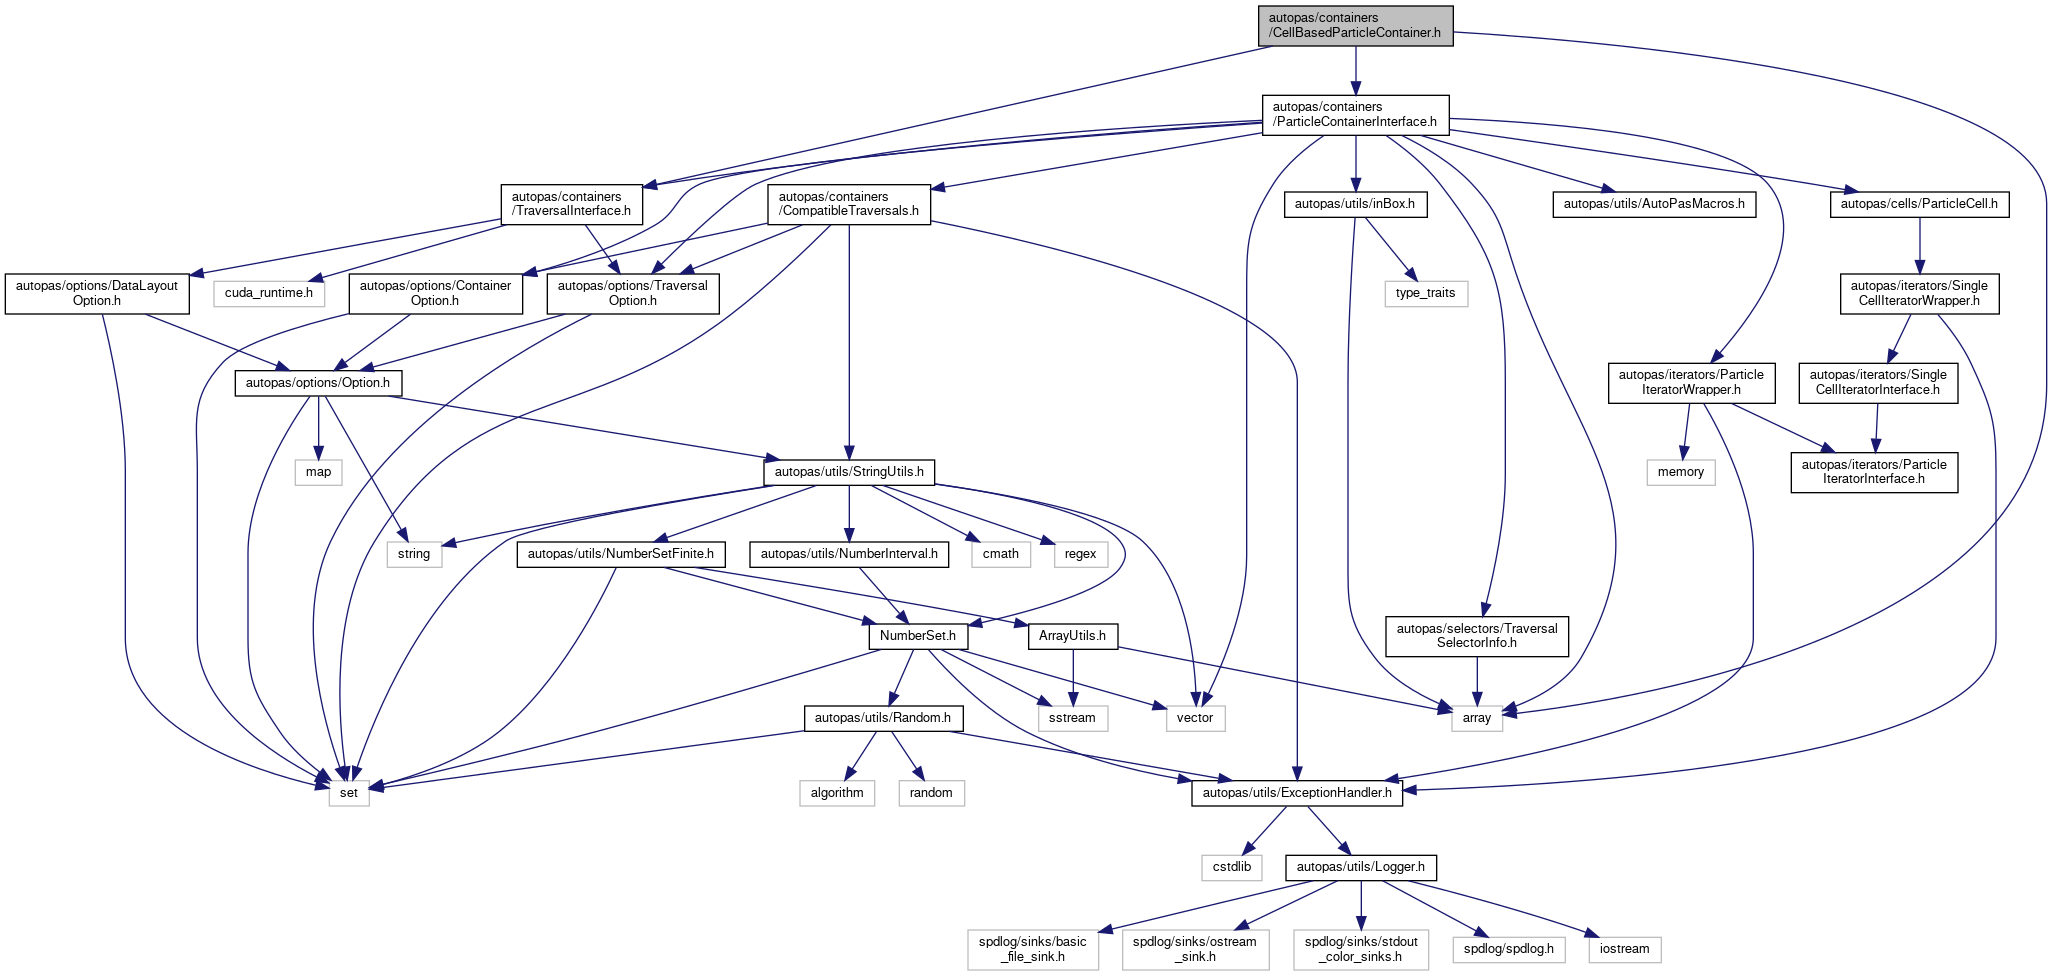 autopas/containers
/CellBasedParticleContainer.h
autopas/containers
/ParticleContainerInterface.h
autopas/containers
/TraversalInterface.h
autopas/containers
/CompatibleTraversals.h
autopas/utils/inBox.h
autopas/utils/AutoPasMacros.h
autopas/cells/ParticleCell.h
autopas/options/DataLayout
Option.h
cuda_runtime.h
autopas/options/Container
Option.h
autopas/options/Traversal
Option.h
type_traits
autopas/iterators/Single
CellIteratorWrapper.h
autopas/options/Option.h
autopas/iterators/Particle
IteratorWrapper.h
autopas/iterators/Single
CellIteratorInterface.h
map
autopas/utils/StringUtils.h
memory
autopas/iterators/Particle
IteratorInterface.h
string
autopas/utils/NumberSetFinite.h
autopas/utils/NumberInterval.h
cmath
regex
NumberSet.h
ArrayUtils.h
autopas/selectors/Traversal
SelectorInfo.h
autopas/utils/Random.h
sstream
vector
array
set
algorithm
random
autopas/utils/ExceptionHandler.h
cstdlib
autopas/utils/Logger.h
spdlog/sinks/basic
_file_sink.h
spdlog/sinks/ostream
_sink.h
spdlog/sinks/stdout
_color_sinks.h
spdlog/spdlog.h
iostream